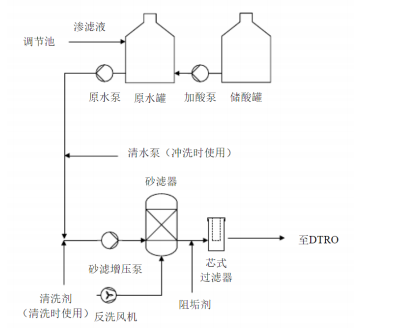 渗滤液
调节池
原水泵
原水罐
加酸泵
储酸罐
清水泵（冲洗时使用）
砂滤器
至DTRO
芯式
过滤器
砂滤增压泵
清洗剂
（清洗时使用）
阻垢剂
反洗风机